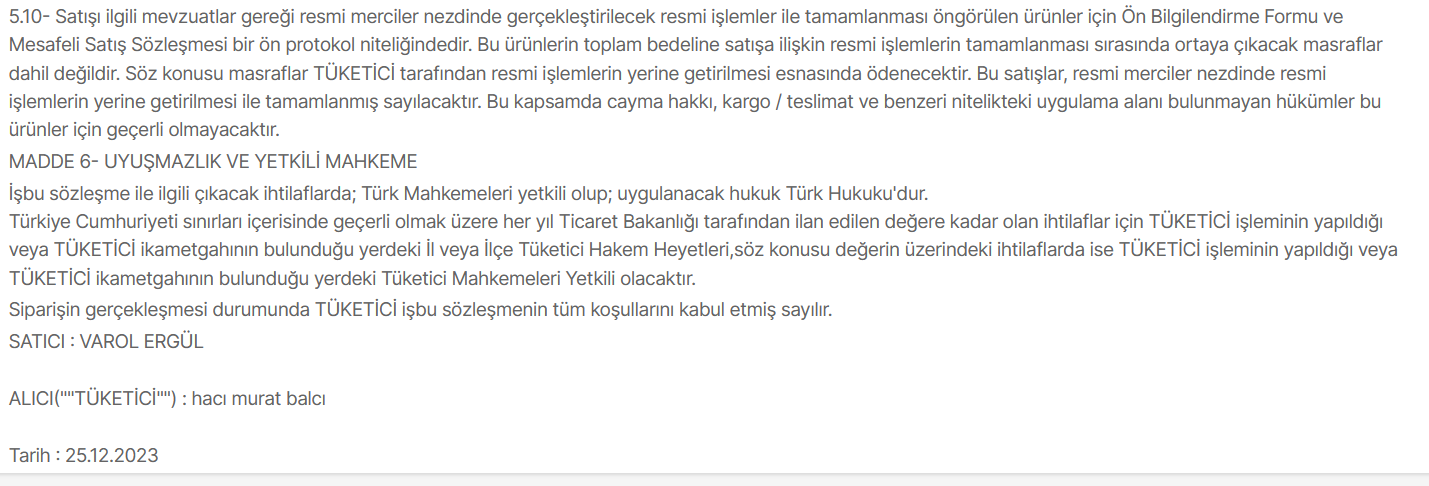 5.10- Satışı ilgili mevzuatlar gereği resmi merciler nezdinde gerçekleştirilecek resmi işlemler ile tamamlanması öngörülen ürünler için Ön Bilgilendirme Formu ve
Mesafeli Satış Sözleşmesi bir ön protokol niteliğindedir. Bu ürünlerin toplam bedeline satışa ilişkin resmi işlemlerin tamamlanması sırasında ortaya çıkacak masraflar
dahil değildir. Söz konusu masraflar TÜKETİCİ tarafından resmi işlemlerin yerine getirilmesi esnasında ödenecektir. Bu satışlar, resmi merciler nezdinde resmi
işlemlerin yerine getirilmesi ile tamamlanmış sayılacaktır. Bu kapsamda cayma hakkı, kargo / teslimat ve benzeri nitelikteki uygulama alanı bulunmayan hükümler bu
ürünler için geçerli olmayacaktır.
MADDE 6- UYUŞMAZLIK VE YETKİLİ MAHKEME
İşbu sözleşme ile ilgili çıkacak ihtilaflarda; Türk Mahkemeleri yetkili olup; uygulanacak hukuk Türk Hukuku'dur.
Türkiye Cumhuriyeti sınırları içerisinde geçerli olmak üzere her yıl Ticaret Bakanlığı tarafından ilan edilen değere kadar olan ihtilaflar için TÜKETİCİ işleminin yapıldığı
veya TÜKETİCİ ikametgahının bulunduğu yerdeki İl veya İlçe Tüketici Hakem Heyetleri,söz konusu değerin üzerindeki ihtilaflarda ise TÜKETİCİ işleminin yapıldığı veya
TÜKETİCİ ikametgahının bulunduğu yerdeki Tüketici Mahkemeleri Yetkili olacaktır.
Siparişin gerçekleşmesi durumunda TÜKETİCİ işbu sözleşmenin tüm koşullarını kabul etmiş sayılır.
SATICI : VAROL ERGÜL
ALICI(""TÜKETİCİ"") : hacı murat balcı
Tarih : 25.12.2023